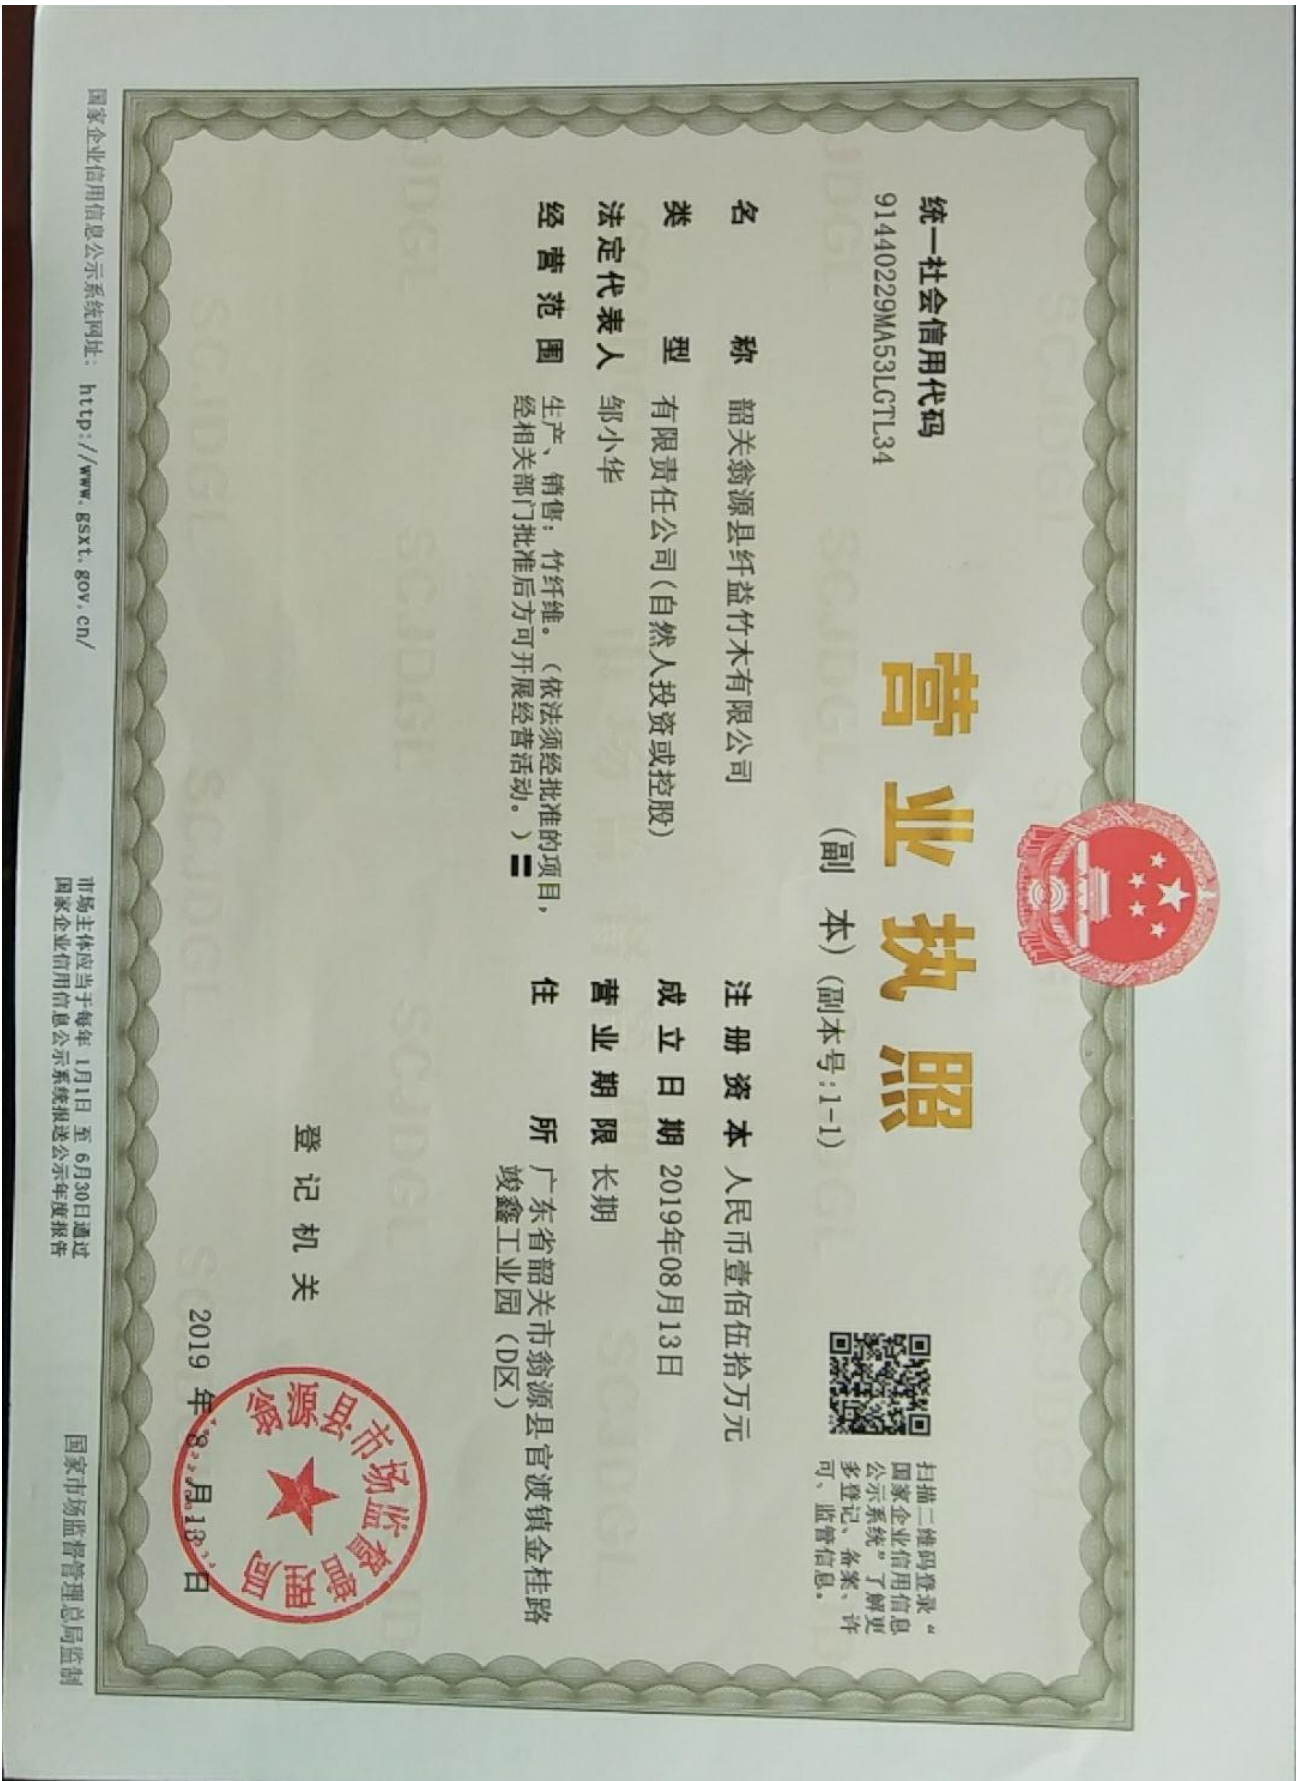 营业执照
(副 本)(副本号:1-1)
统一社会信用代码
91440229MA53LGTL34
扫描二维码登录“
国家企业信用信息
公示系统”了解更
多登记、备案、许
可、监管信息。
名 称 韶关翁源县纤益竹木有限公司
类 型 有限责任公司(自然人投资或控股)
法定代表人 邹小华
经营范围 生产、销售:竹纤维。(依法须经批准的项目,
经相关部门批准后方可开展经营活动。)
注册资本 人民币壹佰伍拾万元
成立日期 2019年08月13日
营业期限 长期
住 所 广东省韶关市翁源县官渡镇金桂路
竣鑫工业园(D区)
登记机关
翁源县市场监督管理局
2019 年 8 月 13 日
国家企业信用信息公示系统网址: http://www.gsxt.gov.cn/
市场主体应当于每年 1月1日 至 6月30日通过
国家企业信用信息公示系统报送公示年度报告
国家市场监督管理总局监制
SCJDGL